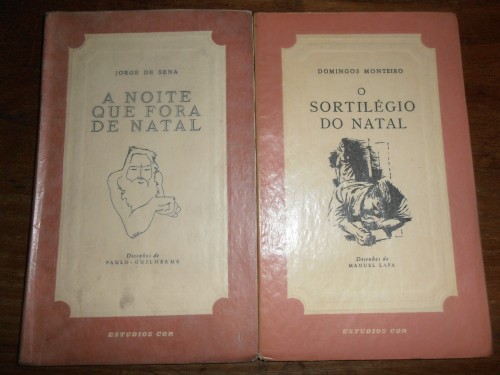 JORGE DE SENA
A NOITE
QUE FORA
DE NATAL
Desenhos de
PAULO-GUILHERME
ESTUDIOS COR
DOMINGOS MONTEIRO
O
SORTILÉGIO
DO NATAL
Desenhos de
MANUEL LAPA
ESTUDIOS COR